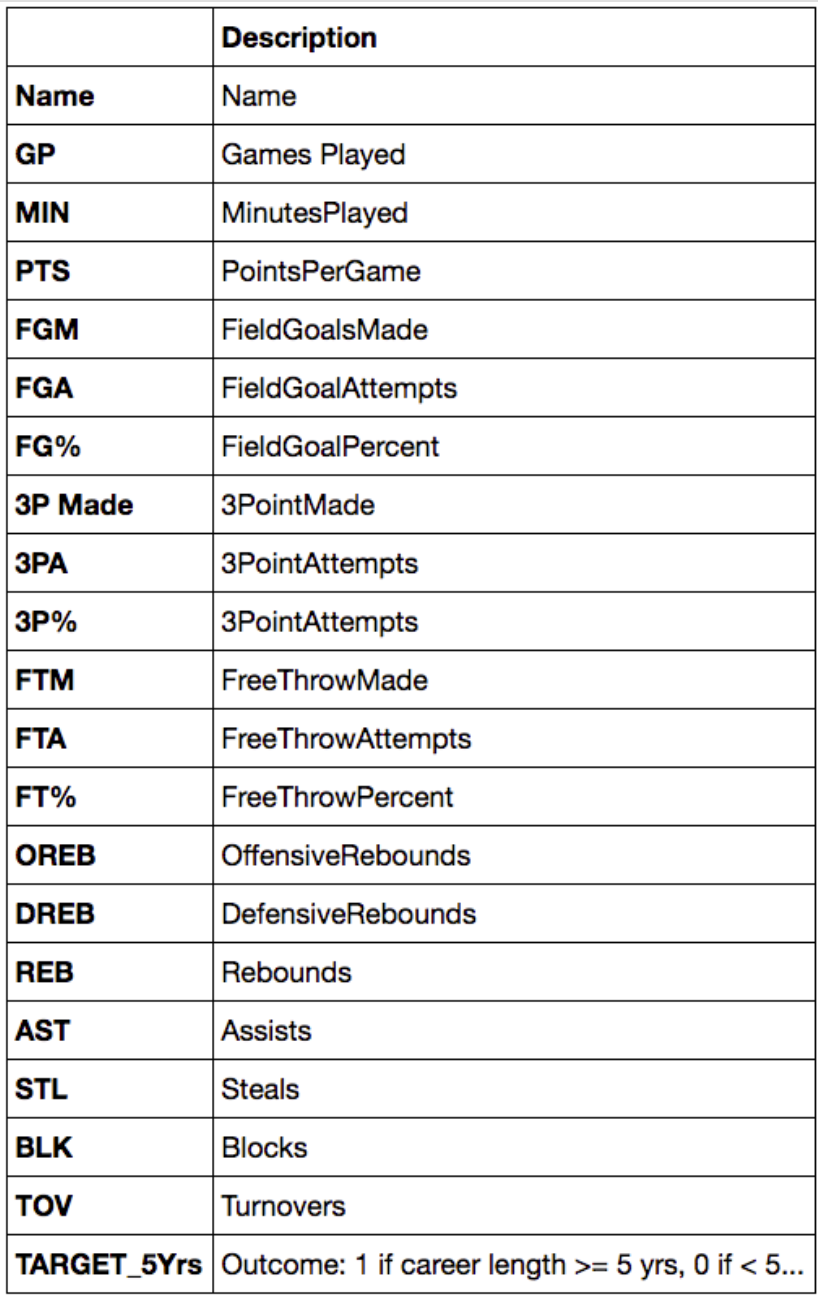 Description
Name Name
GP Games Played
MIN MinutesPlayed
PTS PointsPerGame
FGM FieldGoalsMade
FGA FieldGoalAttempts
FG% FieldGoalPercent
3P Made 3PointMade
3PA 3PointAttempts
3P% 3PointAttempts
FTM FreeThrowMade
FTA FreeThrowAttempts
FT% FreeThrowPercent
OREB OffensiveRebounds
DREB DefensiveRebounds
REB Rebounds
AST Assists
STL Steals
BLK Blocks
TOV Turnovers
TARGET_5Yrs Outcome: 1 if career length >= 5 yrs, 0 if < 5...